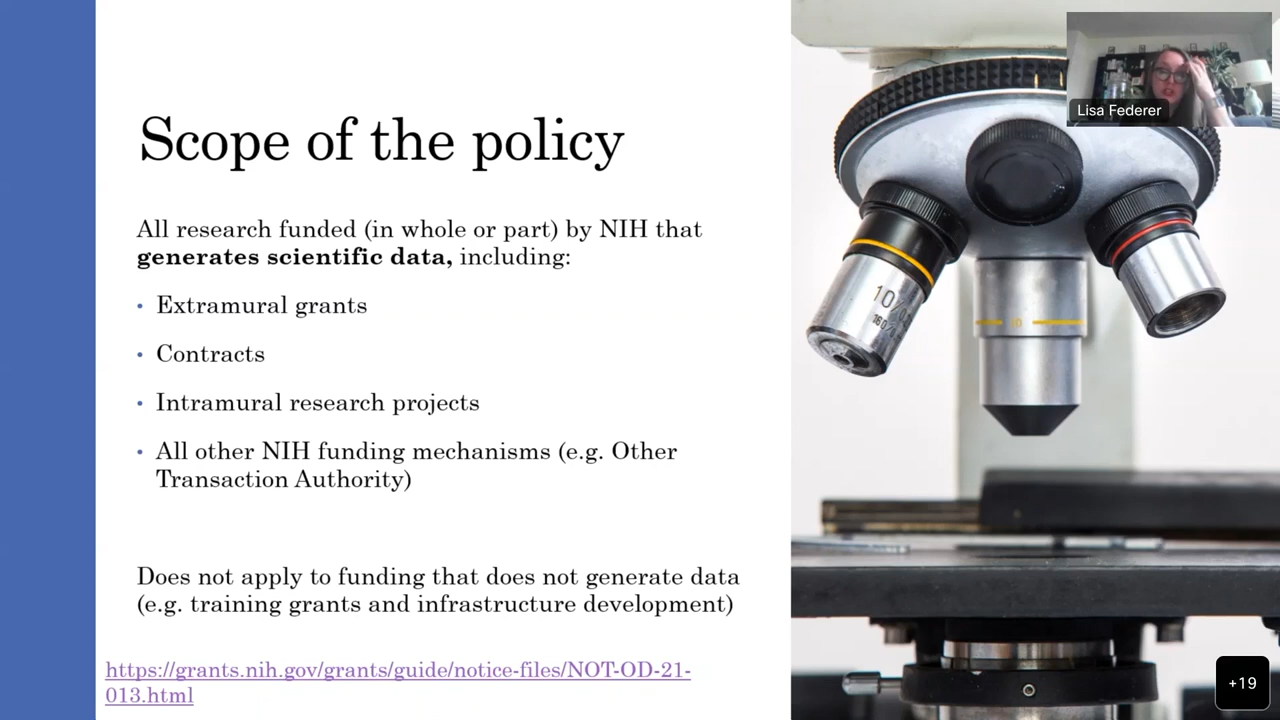 Scope of the policy
All research funded (in whole or part) by NIH that
generates scientific data, including:
• Extramural grants
• Contracts
• Intramural research projects
• All other NIH funding mechanisms (e.g. Other
Transaction Authority)
Does not apply to funding that does not generate data
(e.g. training grants and infrastructure development)
https://grants.nih.gov/grants/guide/notice-files/NOT-OD-21-
013.html
Lisa Federer
+19